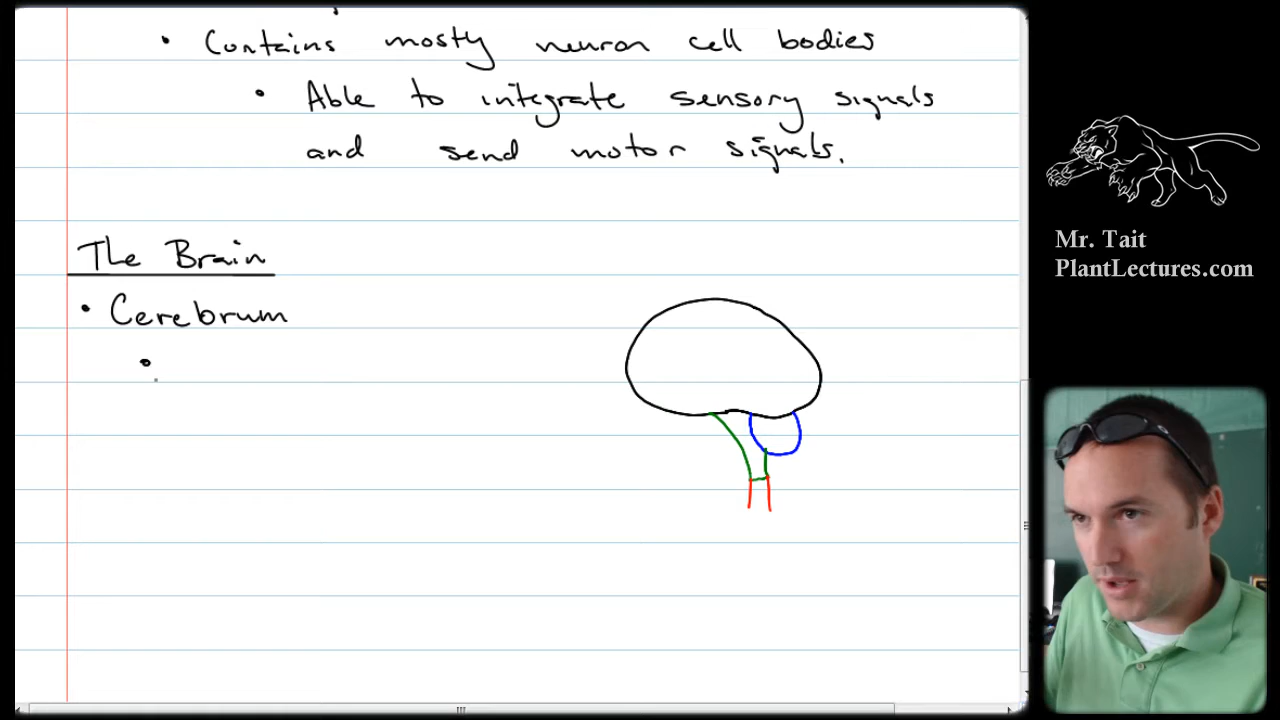 • Contains mosty neuron cell bodies
• Able to integrate sensory signals
and send motor signals.
The Brain
• Cerebrum
•
Mr. Tait
PlantLectures.com